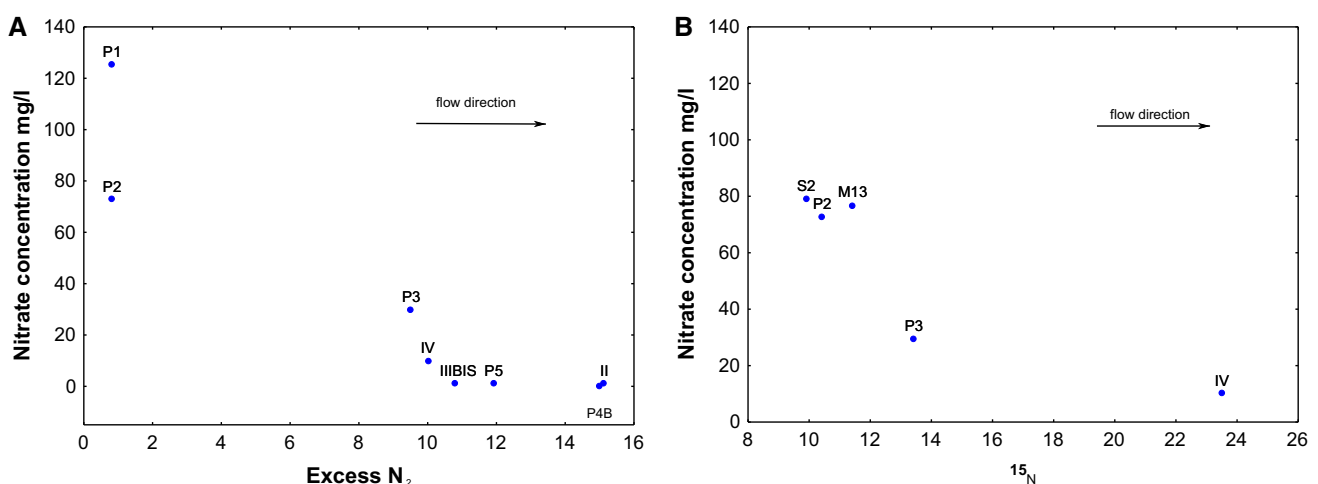 A
Nitrate concentration mg/l
140
120
100
80
60
40
20
0
P1
P2
flow direction
P3
IV
IIIBIS
P5
II
P4B
0 2 4 6 8 10 12 14 16
Excess N₂
B
Nitrate concentration mg/l
140
120
100
80
60
40
20
0
flow direction
S2
P2
M13
P3
IV
8 10 12 14 16 18 20 22 24 26
¹⁵N